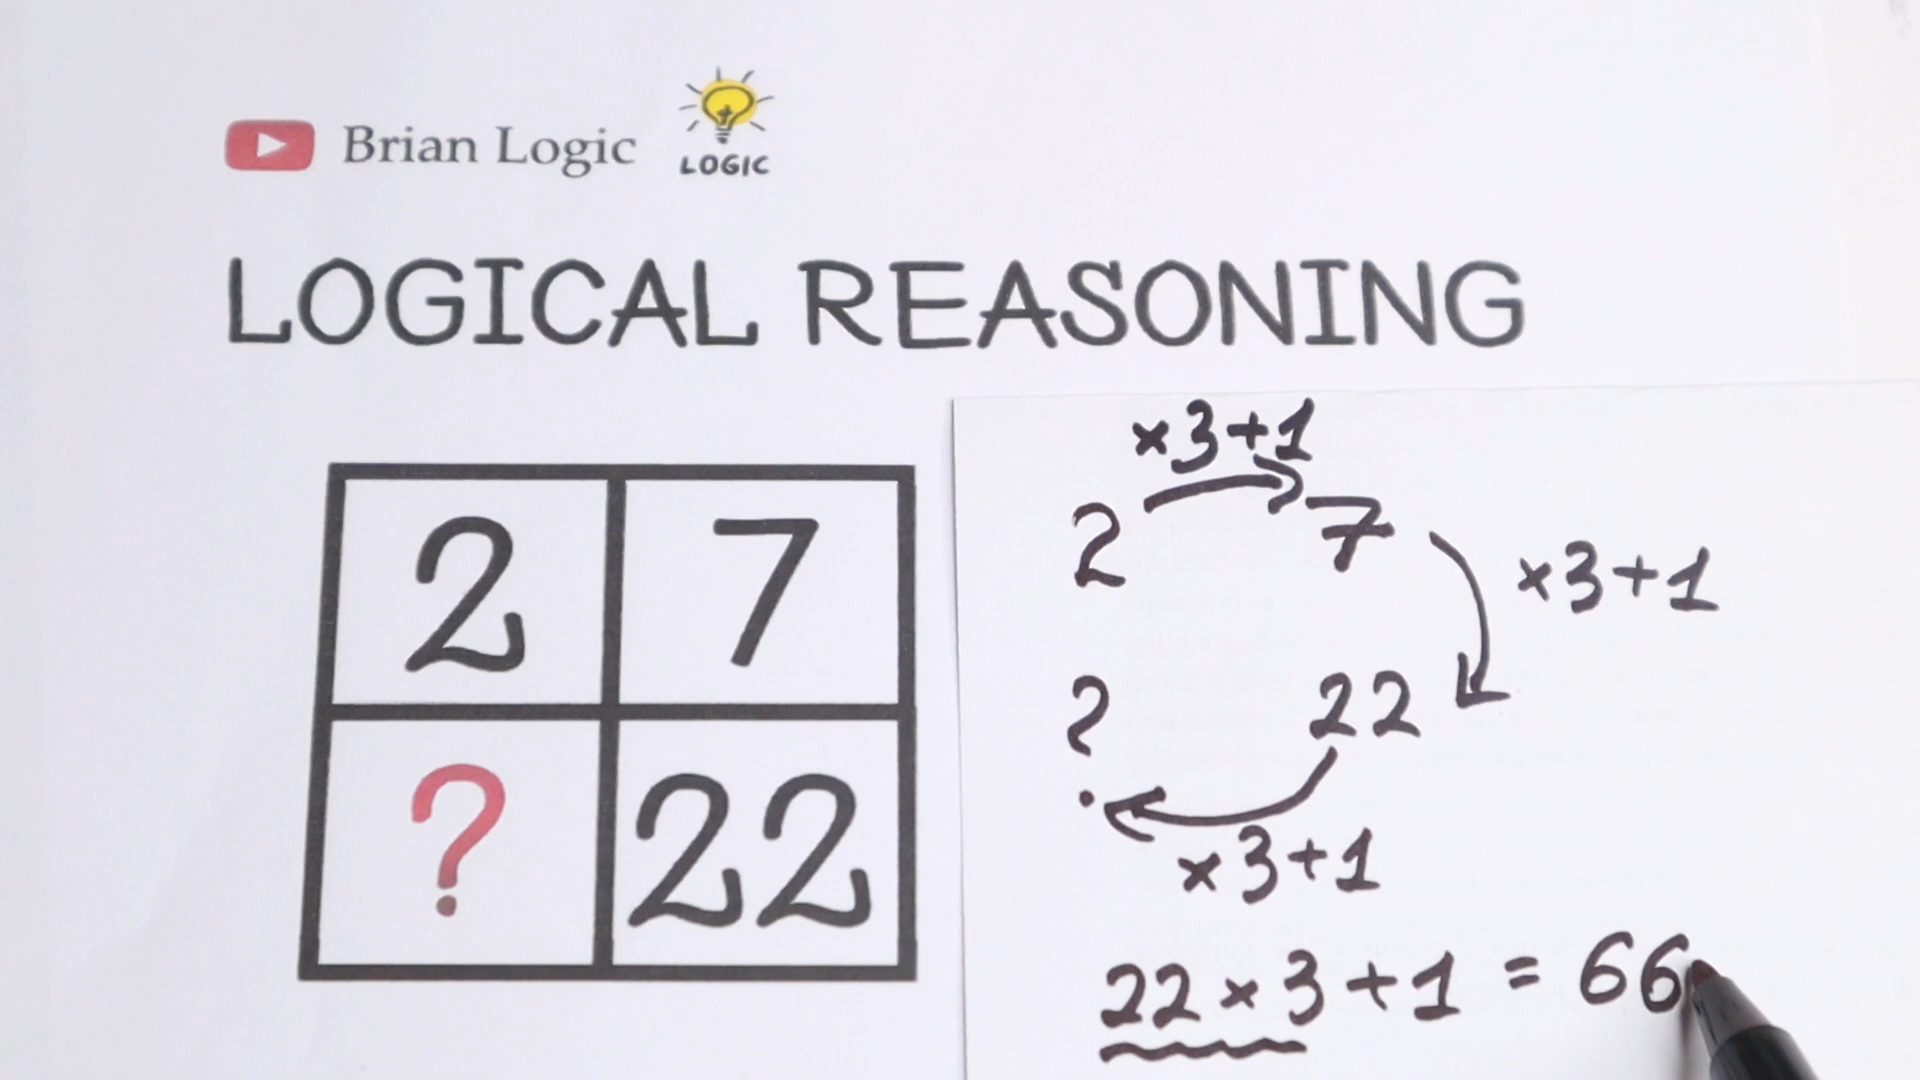 Brian Logic
LOGIC
LOGICAL REASONING
2 7
? 22
×3+1
2 7
×3+1
? 22
×3+1
22×3+1 = 66